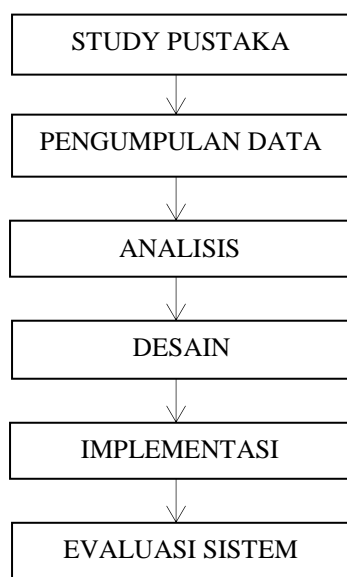 STUDY PUSTAKA
PENGUMPULAN DATA
ANALISIS
DESAIN
IMPLEMENTASI
EVALUASI SISTEM